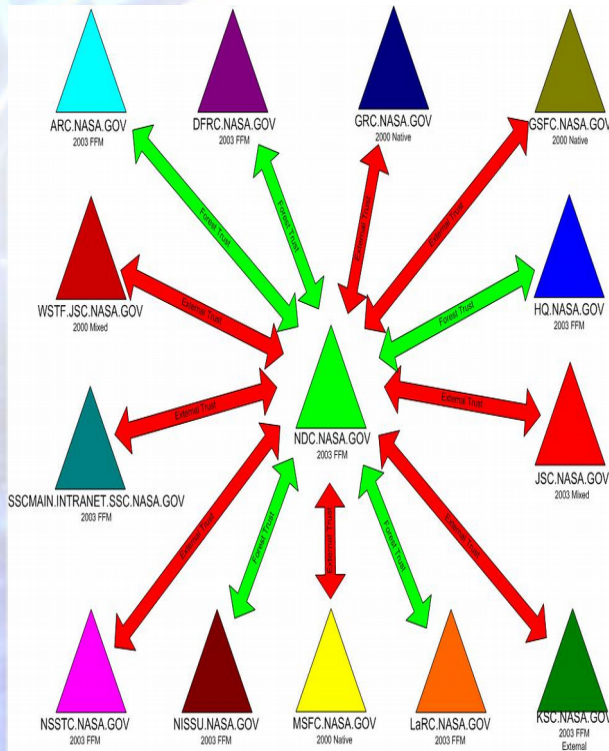 ARC.NASA.GOV
2003 FFM
DFRC.NASA.GOV
2003 FFM
GRC.NASA.GOV
2000 Native
GSFC.NASA.GOV
2000 Native
Forest Trust
Forest Trust
External Trust
External Trust
WSTF.JSC.NASA.GOV
2000 Mixed
External Trust
Forest Trust
HQ.NASA.GOV
2003 FFM
NDC.NASA.GOV
2003 FFM
External Trust
External Trust
SSCMAIN.INTRANET.SSC.NASA.GOV
2003 FFM
JSC.NASA.GOV
2003 Mixed
External Trust
Forest Trust
External Trust
Forest Trust
External Trust
NSSTC.NASA.GOV
2003 FFM
NISSU.NASA.GOV
2003 FFM
MSFC.NASA.GOV
2000 Native
LaRC.NASA.GOV
2003 FFM
KSC.NASA.GOV
2003 FFM
External